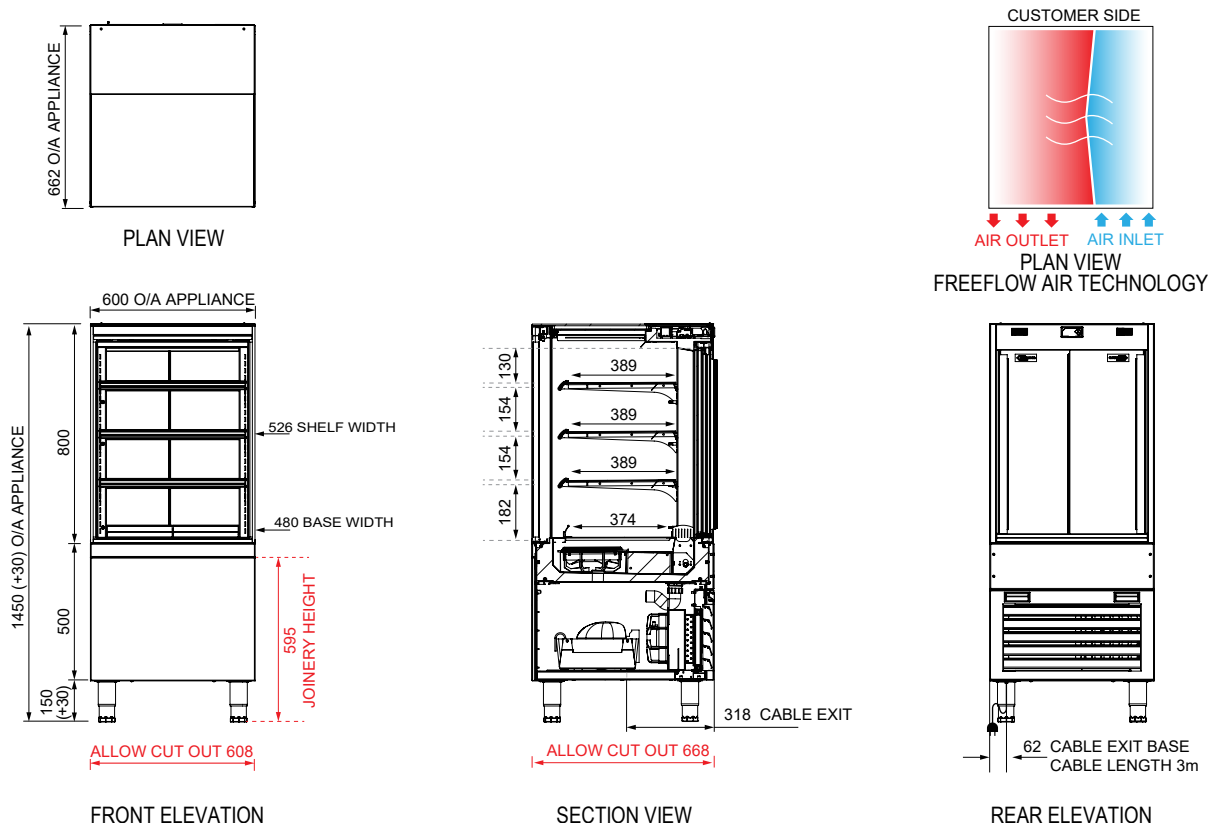 662 O/A APPLIANCE
PLAN VIEW
CUSTOMER SIDE
AIR OUTLET
AIR INLET
PLAN VIEW
FREEFLOW AIR TECHNOLOGY
600 O/A APPLIANCE
1450 (+30) O/A APPLIANCE
800
500
150
(+30)
526 SHELF WIDTH
480 BASE WIDTH
595
JOINERY HEIGHT
ALLOW CUT OUT 608
FRONT ELEVATION
130
154
154
182
389
389
389
374
318 CABLE EXIT
ALLOW CUT OUT 668
SECTION VIEW
62 CABLE EXIT BASE
CABLE LENGTH 3m
REAR ELEVATION